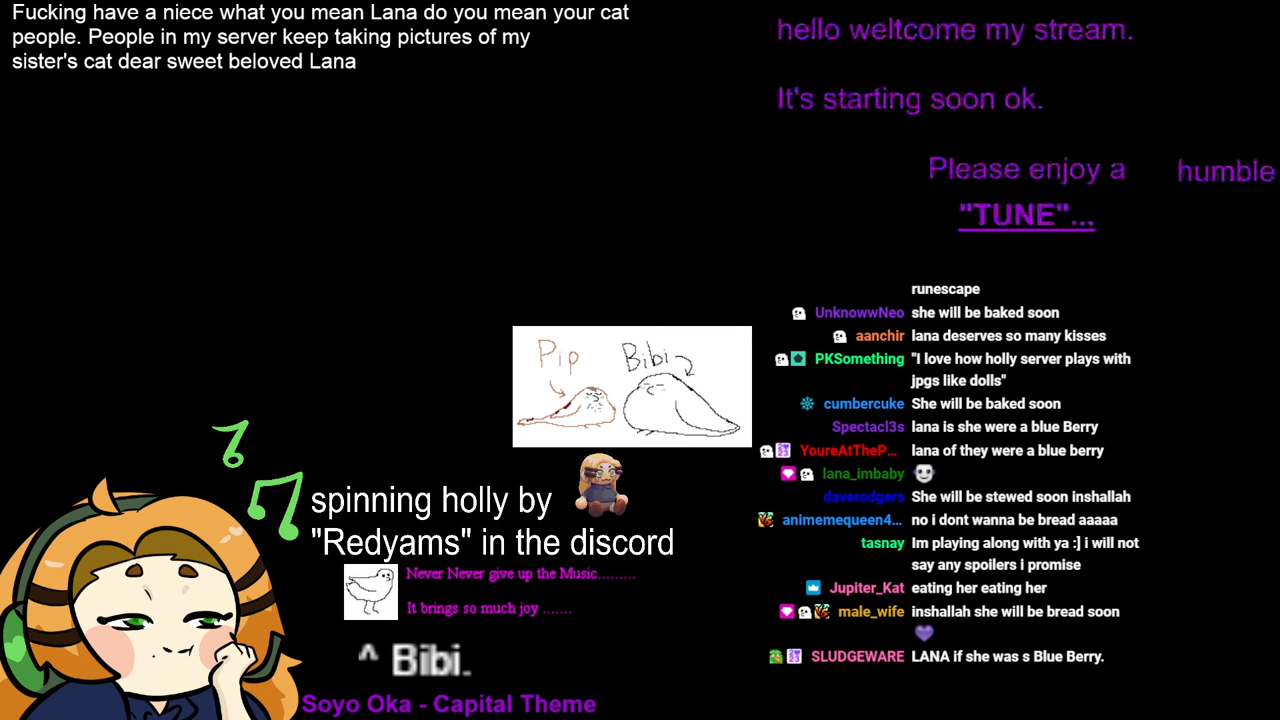 Fucking have a niece what you mean Lana do you mean your cat
people. People in my server keep taking pictures of my
sister's cat dear sweet beloved Lana
hello weltcome my stream.
It's starting soon ok.
Please enjoy a humble
"TUNE"...
runescape
UnknowwNeo she will be baked soon
aanchir lana deserves so many kisses
PKSomething "I love how holly server plays with
jpgs like dolls"
cumbercuke She will be baked soon
Spectacl3s lana is she were a blue Berry
YoureAtTheP... lana of they were a blue berry
lana_imbaby
daverodgers She will be stewed soon inshallah
animemequeen4... no i dont wanna be bread aaaaa
tasnay Im playing along with ya :] i will not
say any spoilers i promise
Jupiter_Kat eating her eating her
male_wife inshallah she will be bread soon
SLUDGEWARE LANA if she was s Blue Berry.
Pip
Bibi
spinning holly by
"Redyams" in the discord
Never Never give up the Music.........
It brings so much joy .......
^ Bibi.
Soyo Oka - Capital Theme